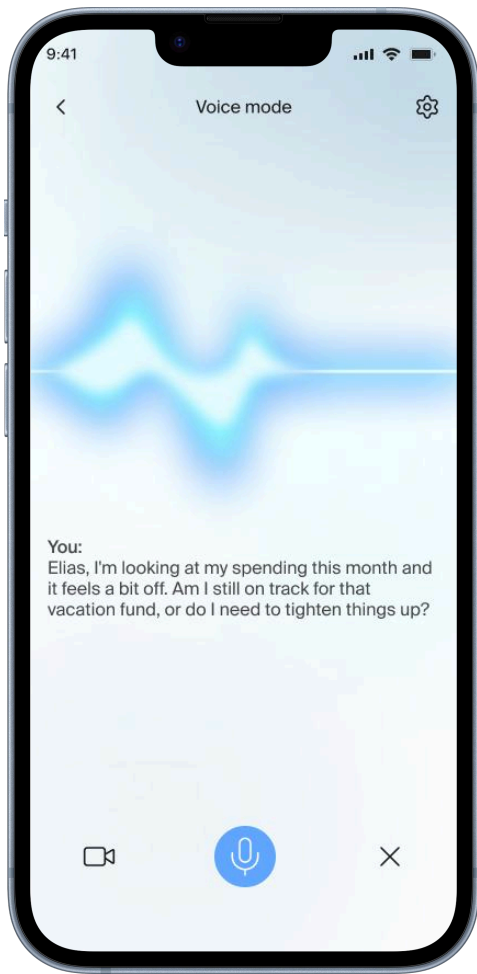 9:41
Voice mode
You:
Elias, I'm looking at my spending this month and
it feels a bit off. Am I still on track for that
vacation fund, or do I need to tighten things up?